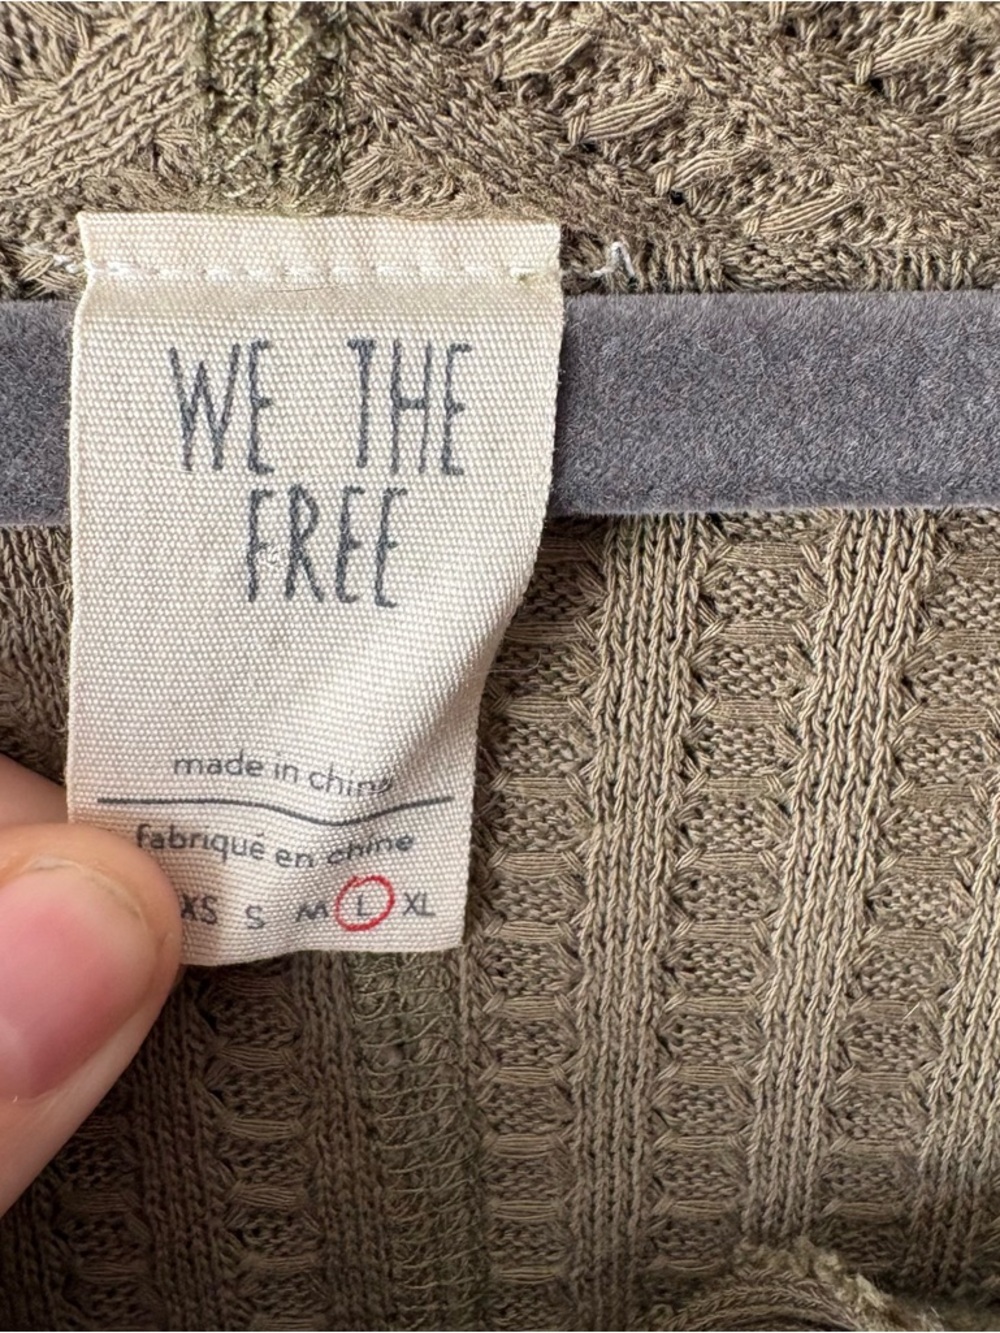 WE THE
FREE
made in china
fabriqué en chine
XS S M L XL